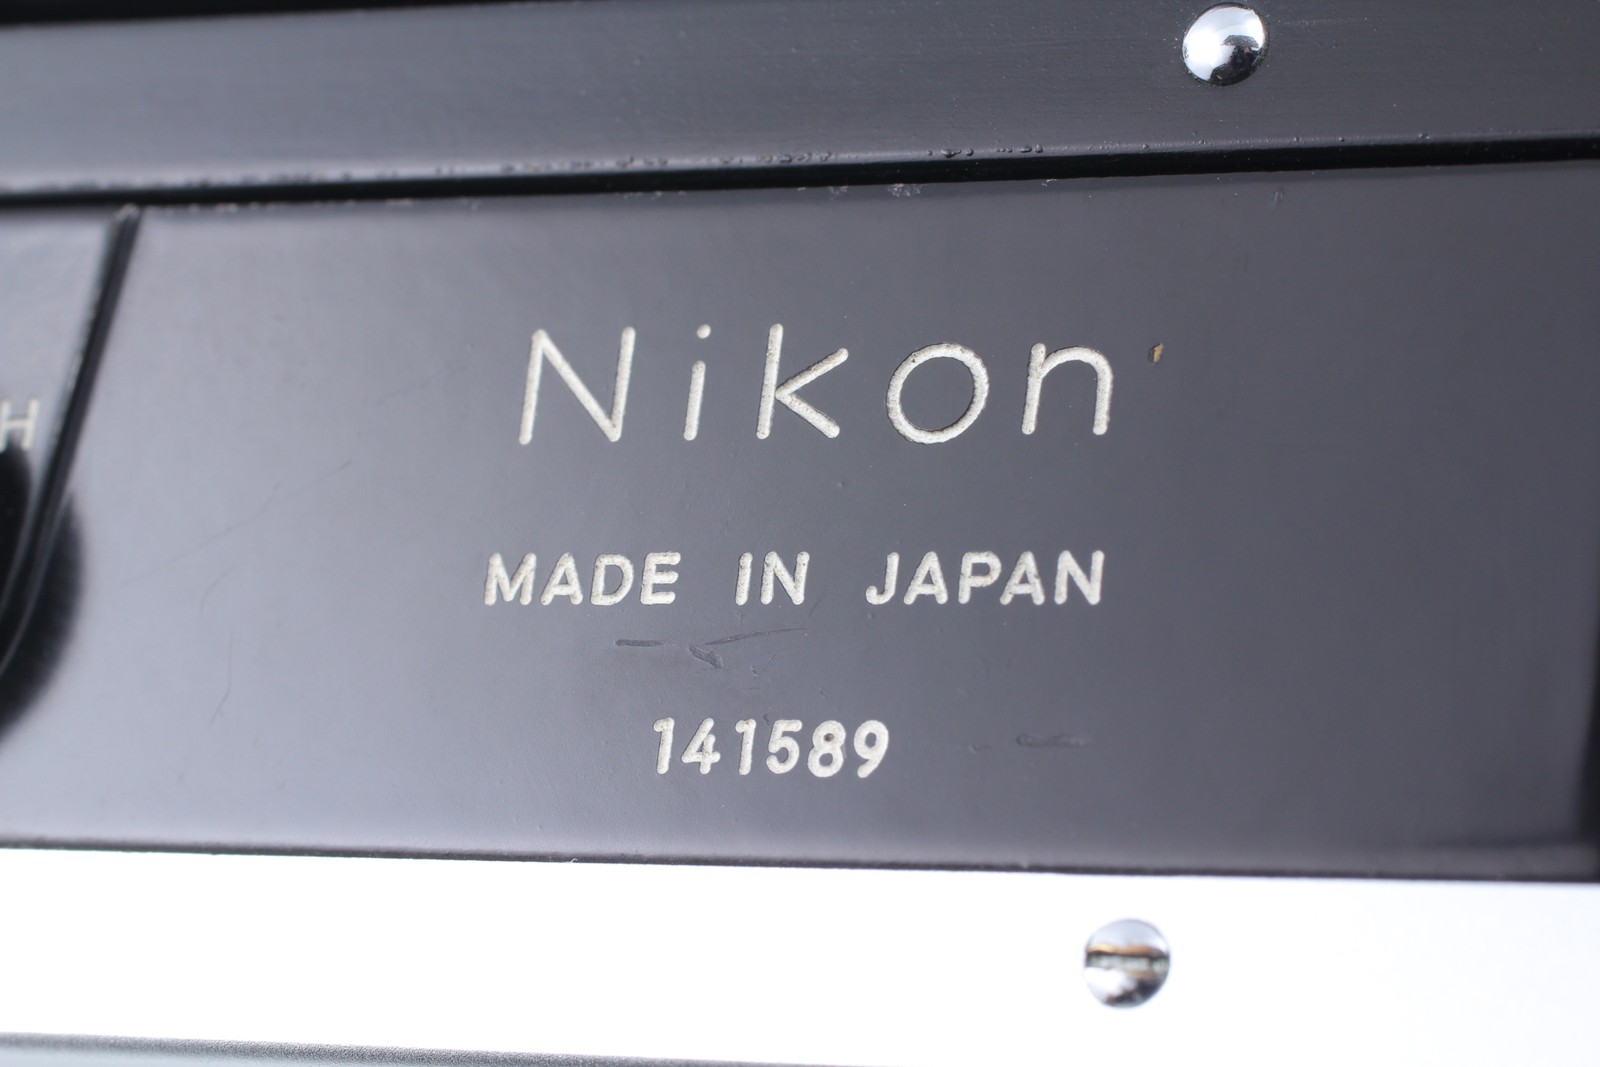 Nikon
H
MADE IN JAPAN
141589